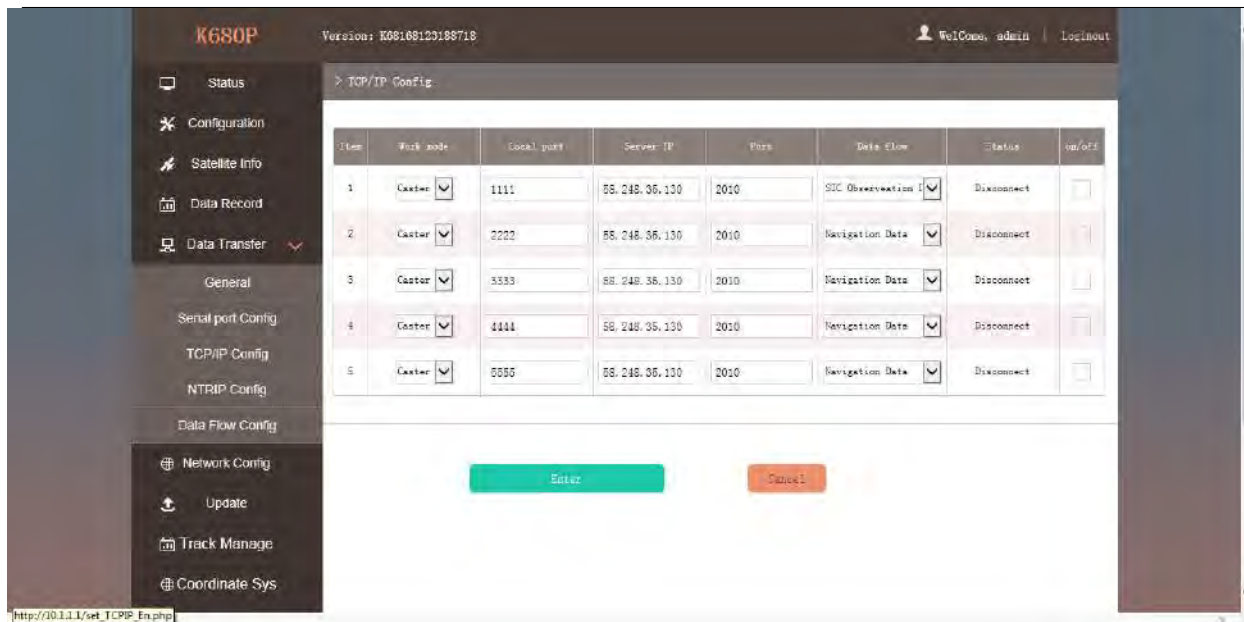 K680P
Version: K68168123188718
WelCome, admin | Loginout
Status
Configuration
Satellite Info
Data Record
Data Transfer
General
Serial port Config
TCP/IP Config
NTRIP Config
Data Flow Config
Network Config
Update
Track Manage
Coordinate Sys
> TCP/IP Config
Item Work mode Local port Server IP Port Data flow Status on/off
1 Caster 1111 58.248.35.130 2010 SIC Observeation Disconnect
2 Caster 2222 58.248.35.130 2010 Navigation Data Disconnect
3 Caster 3333 58.248.35.130 2010 Navigation Data Disconnect
4 Caster 4444 58.248.35.130 2010 Navigation Data Disconnect
5 Caster 5555 58.248.35.130 2010 Navigation Data Disconnect
Enter Cancel
http://10.1.1.1/set_TCPIP_En.php